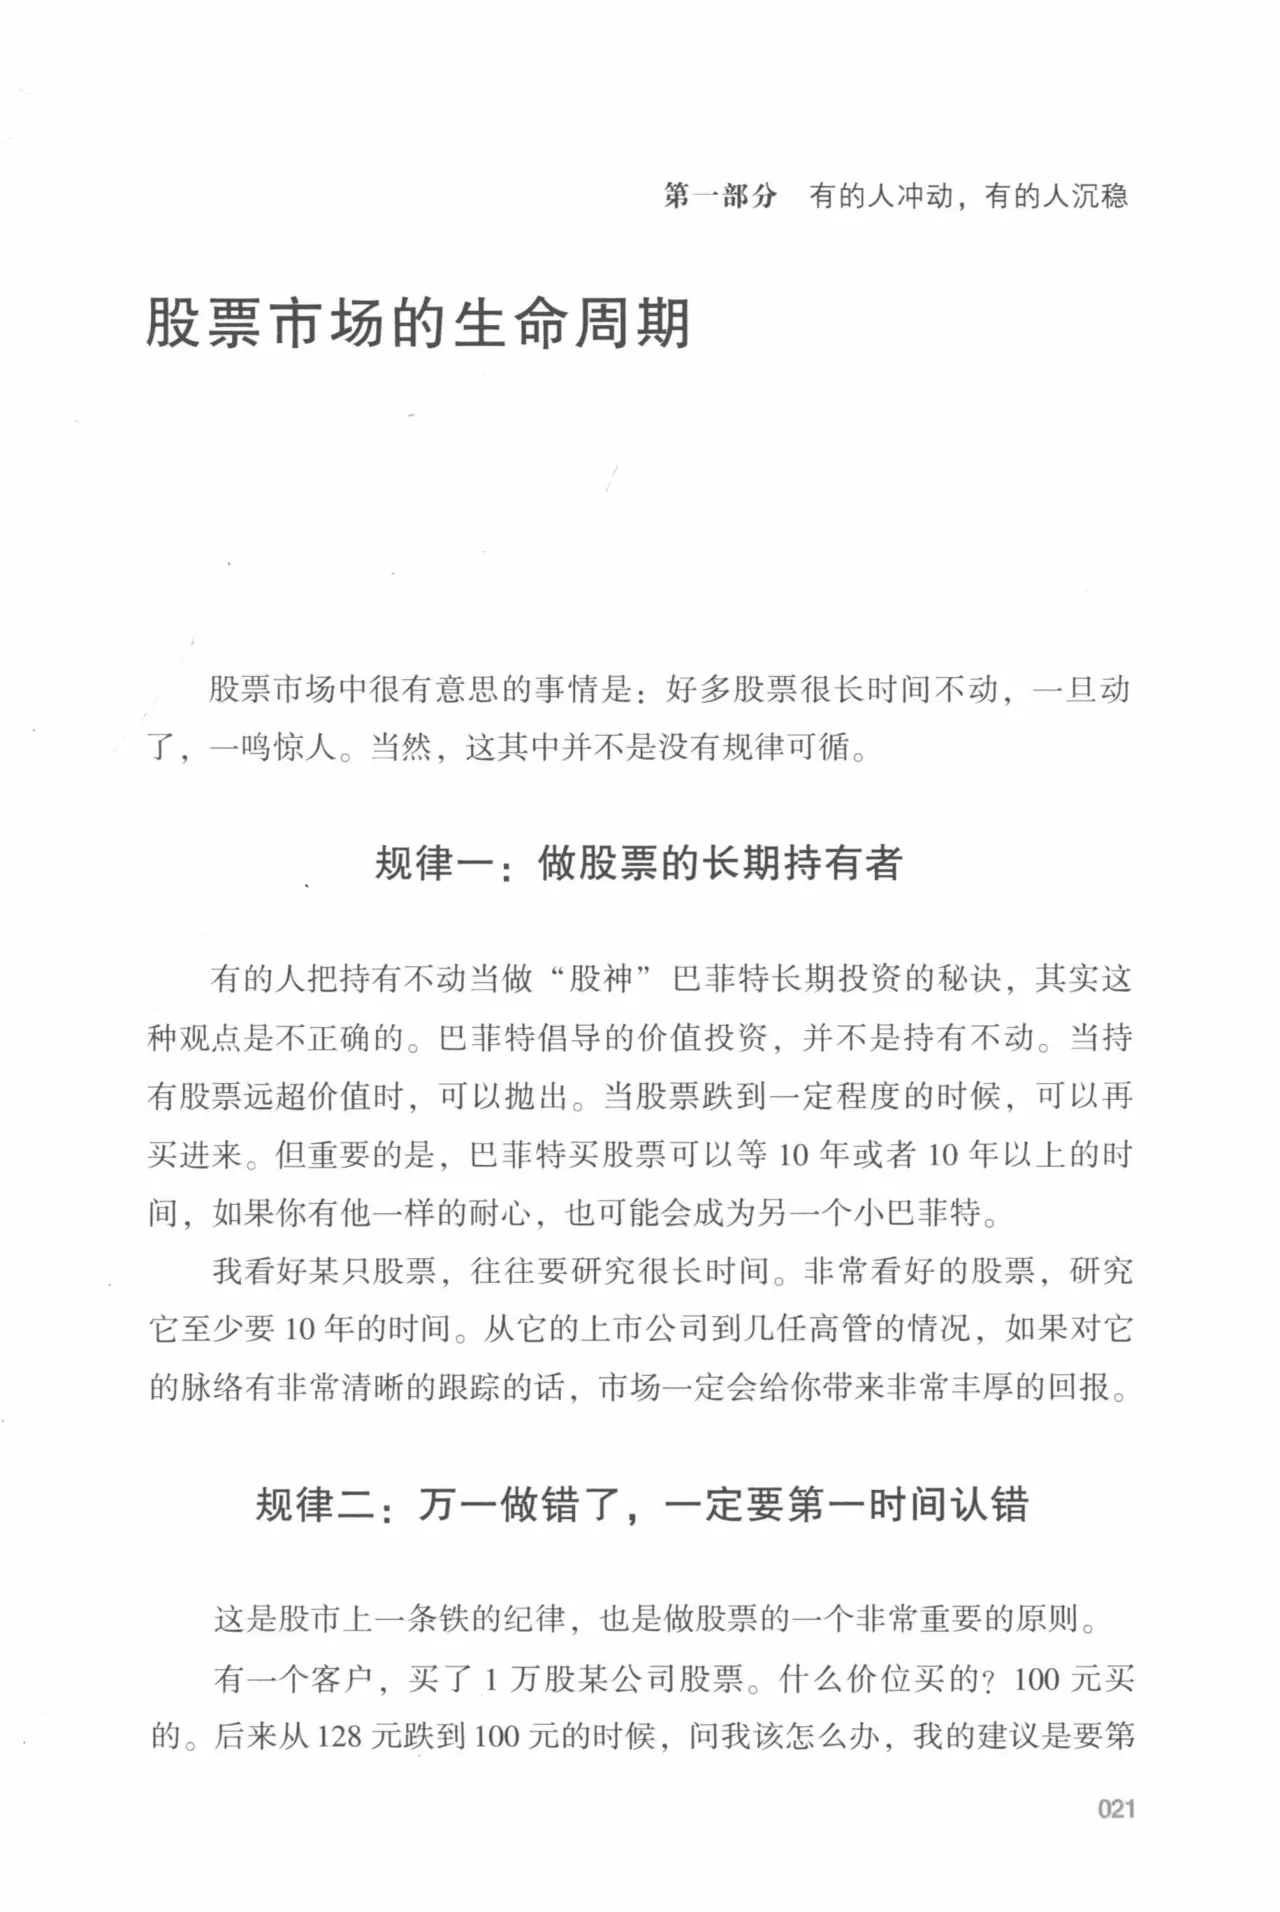 第一部分 有的人冲动，有的人沉稳
股票市场的生命周期
股票市场中很有意思的事情是：好多股票很长时间不动，一旦动
了，一鸣惊人。当然，这其中并不是没有规律可循。
规律一：做股票的长期持有者
有的人把持有不动当做“股神”巴菲特长期投资的秘诀，其实这
种观点是不正确的。巴菲特倡导的价值投资，并不是持有不动。当持
有股票远超价值时，可以抛出。当股票跌到一定程度的时候，可以再
买进来。但重要的是，巴菲特买股票可以等 10 年或者 10 年以上的时
间，如果你有他一样的耐心，也可能会成为另一个小巴菲特。
我看好某只股票，往往要研究很长时间。非常看好的股票，研究
它至少要 10 年的时间。从它的上市公司到几任高管的情况，如果对它
的脉络有非常清晰的跟踪的话，市场一定会给你带来非常丰厚的回报。
规律二：万一做错了，一定要第一时间认错
这是股市上一条铁的纪律，也是做股票的一个非常重要的原则。
有一个客户，买了 1 万股某公司股票。什么价位买的？100 元买
的。后来从 128 元跌到 100 元的时候，问我该怎么办，我的建议是要第
021